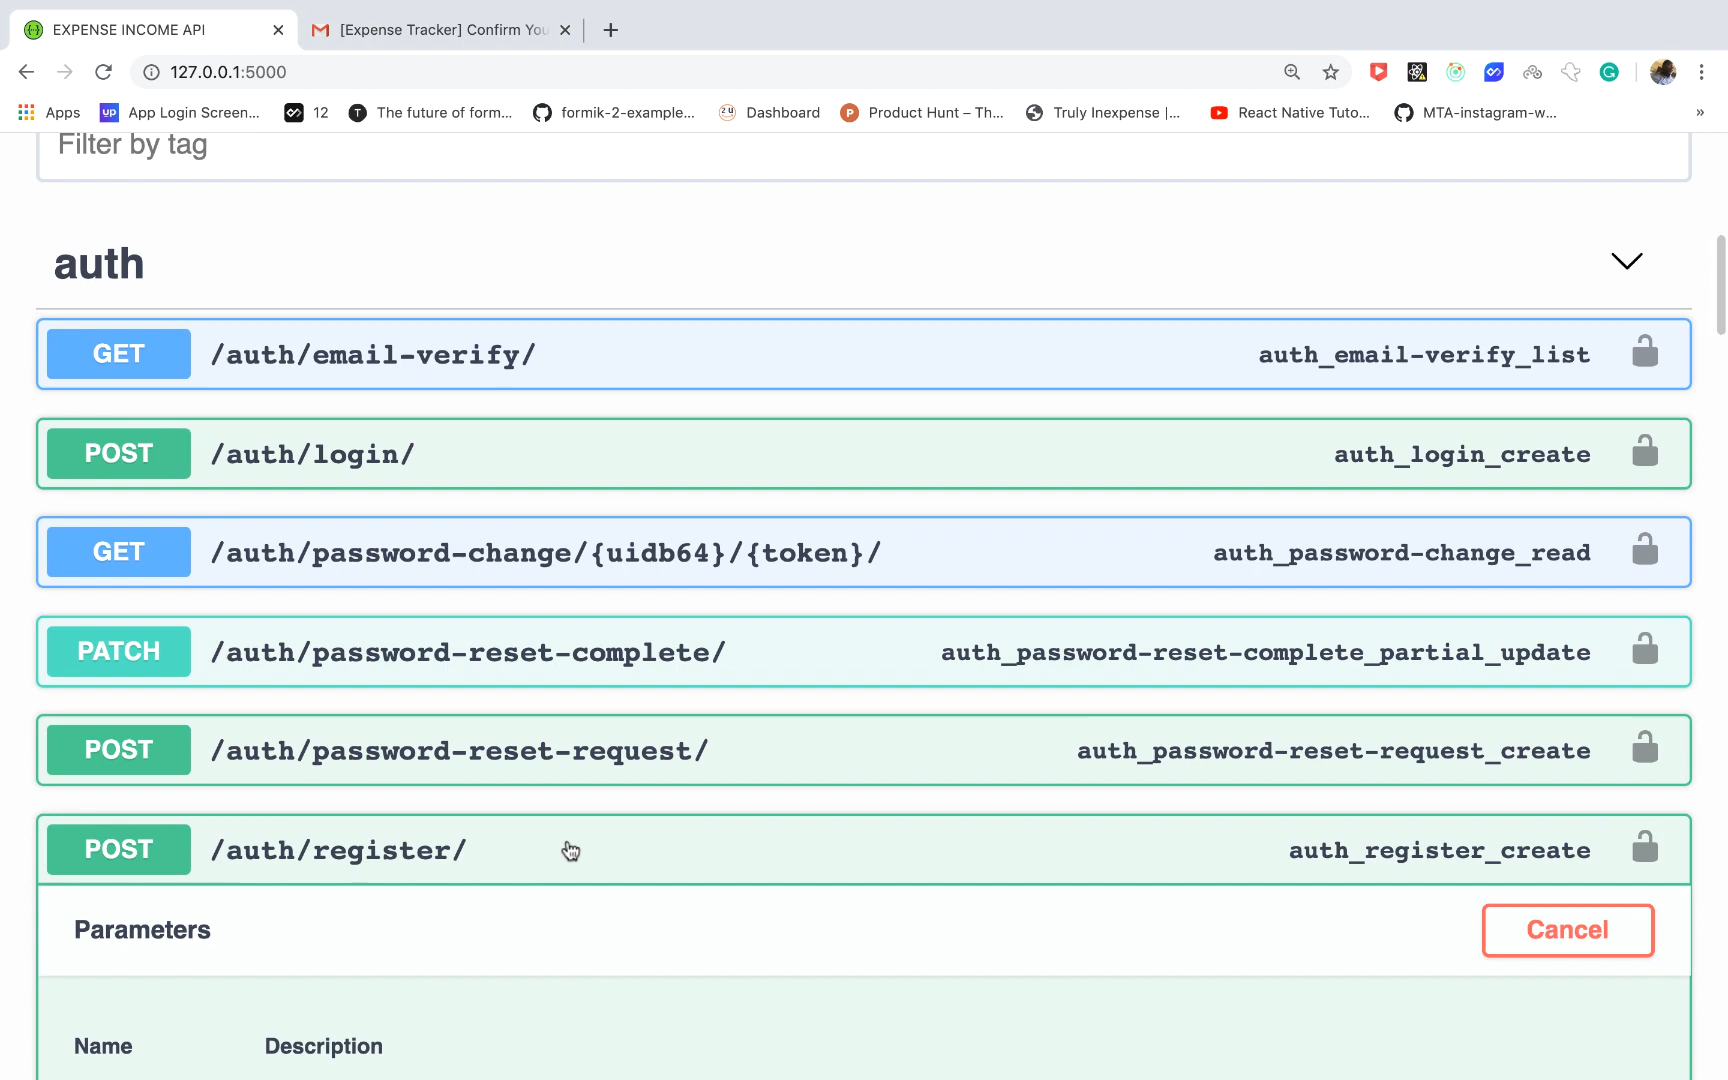 EXPENSE INCOME API
[Expense Tracker] Confirm You
127.0.0.1:5000
Apps
up
App Login Screen...
12
T
The future of form...
formik-2-example...
2U
Dashboard
P
Product Hunt – Th...
Truly Inexpense |...
React Native Tuto...
MTA-instagram-w...
»
Filter by tag
auth
GET /auth/email-verify/ auth_email-verify_list
POST /auth/login/ auth_login_create
GET /auth/password-change/{uidb64}/{token}/ auth_password-change_read
PATCH /auth/password-reset-complete/ auth_password-reset-complete_partial_update
POST /auth/password-reset-request/ auth_password-reset-request_create
POST /auth/register/ auth_register_create
Parameters Cancel
Name Description